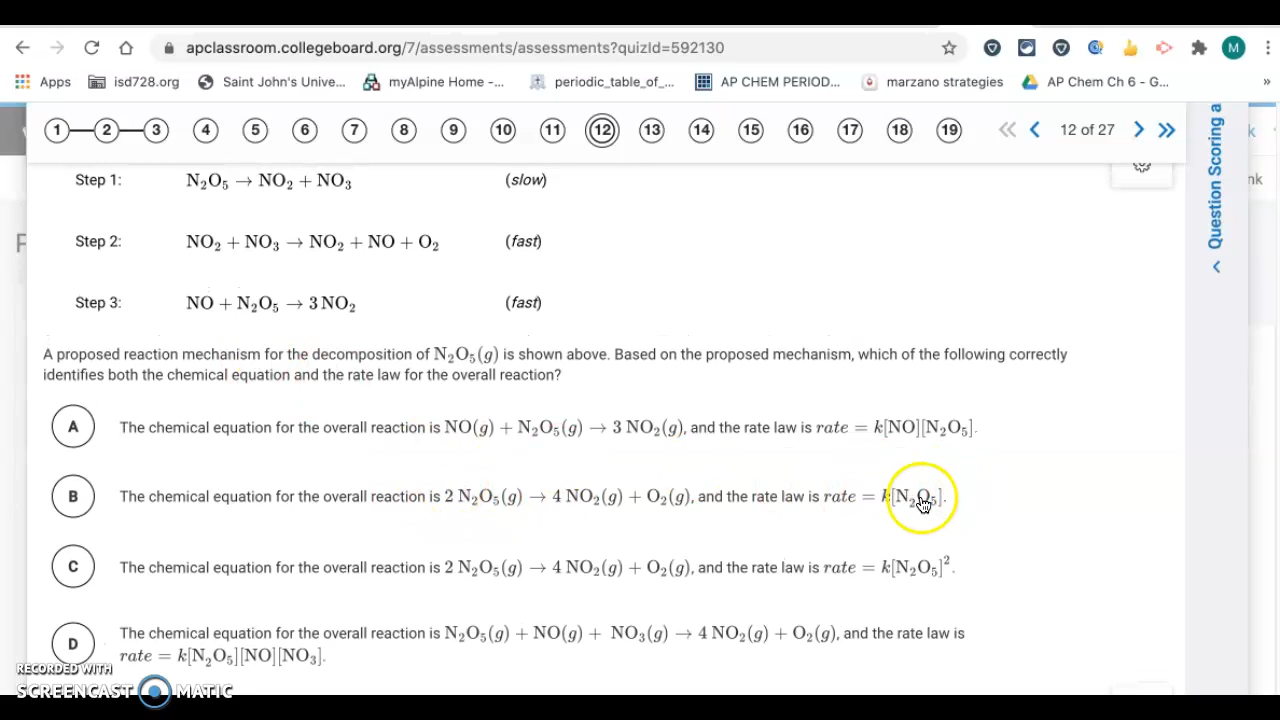 apclassroom.collegeboard.org/7/assessments/assessments?quizId=592130
M
Apps isd728.org Saint John's Unive... myAlpine Home -... periodic_table_of_... AP CHEM PERIOD... marzano strategies AP Chem Ch 6 - G... »
1 2 3 4 5 6 7 8 9 10 11 12 13 14 15 16 17 18 19 12 of 27
Question Scoring a
Step 1: N₂O₅ → NO₂ + NO₃ (slow)
Step 2: NO₂ + NO₃ → NO₂ + NO + O₂ (fast)
Step 3: NO + N₂O₅ → 3 NO₂ (fast)
A proposed reaction mechanism for the decomposition of N₂O₅(g) is shown above. Based on the proposed mechanism, which of the following correctly
identifies both the chemical equation and the rate law for the overall reaction?
A The chemical equation for the overall reaction is NO(g) + N₂O₅(g) → 3 NO₂(g), and the rate law is rate = k[NO][N₂O₅].
B The chemical equation for the overall reaction is 2 N₂O₅(g) → 4 NO₂(g) + O₂(g), and the rate law is rate = k[N₂O₅].
C The chemical equation for the overall reaction is 2 N₂O₅(g) → 4 NO₂(g) + O₂(g), and the rate law is rate = k[N₂O₅]².
D The chemical equation for the overall reaction is N₂O₅(g) + NO(g) + NO₃(g) → 4 NO₂(g) + O₂(g), and the rate law is
rate = k[N₂O₅][NO][NO₃].
RECORDED WITH
SCREENCAST MATIC